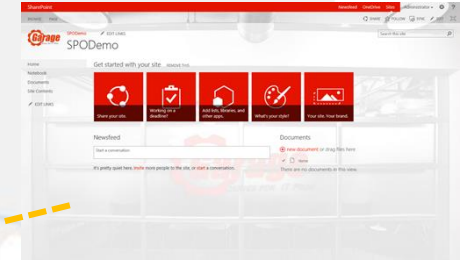 SharePoint
Newsfeed OneDrive Sites Administrator
BROWSE PAGE
SHARE FOLLOW SYNC EDIT
Garage
SPODemo
EDIT LINKS
SPODemo
Search this site
Home
Notebook
Documents
Site Contents
EDIT LINKS
Get started with your site REMOVE THIS
Share your site.
Working on a deadline?
Add lists, libraries, and other apps.
What's your style?
Your site. Your brand.
Newsfeed
Start a conversation
It's pretty quiet here. Invite more people to the site, or start a conversation.
Documents
new document or drag files here
Name
There are no documents in this view.